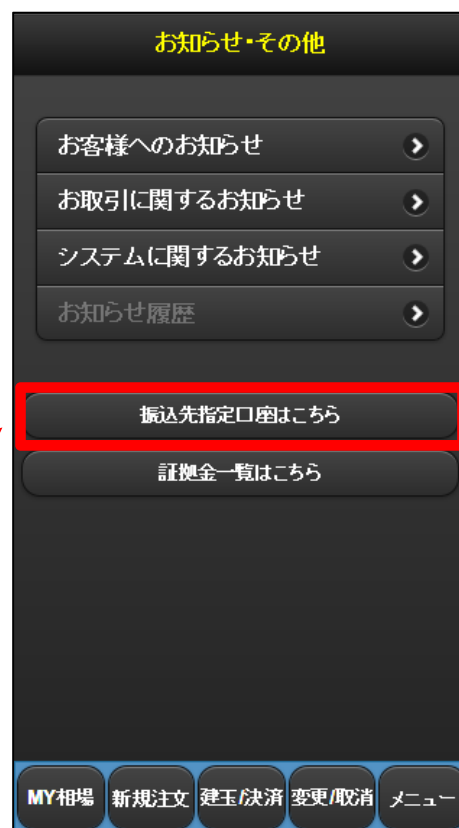 お知らせ・その他
お客様へのお知らせ
お取引に関するお知らせ
システムに関するお知らせ
お知らせ履歴
振込先指定口座はこちら
証拠金一覧はこちら
MY相場 新規注文 建玉/決済 変更/取消 メニュー